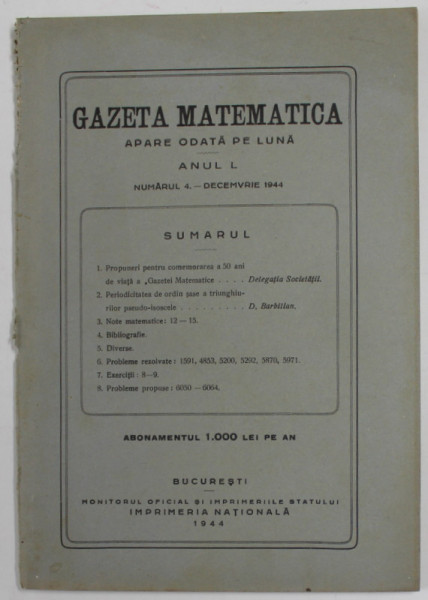 GAZETA MATEMATICA
APARE ODATĂ PE LUNĂ
ANUL L
NUMĂRUL 4. — DECEMVRIE 1944
SUMARUL
1. Propuneri pentru comemorarea a 50 ani
de viață a „Gazetei Matematice . . . . Delegația Societății.
2. Periodicitatea de ordin șase a triunghiu-
rilor pseudo-isoscele . . . . . . . . . D. Barbilian.
3. Note matematice: 12 — 15.
4. Bibliografie.
5. Diverse.
6. Probleme rezolvate: 1591, 4853, 5200, 5292, 5870, 5971.
7. Exerciții: 8—9.
8. Probleme propuse: 6050 — 6064.
ABONAMENTUL 1.000 LEI PE AN
BUCUREȘTI
MONITORUL OFICIAL ȘI IMPRIMERIILE STATULUI
IMPRIMERIA NAȚIONALĂ
1944